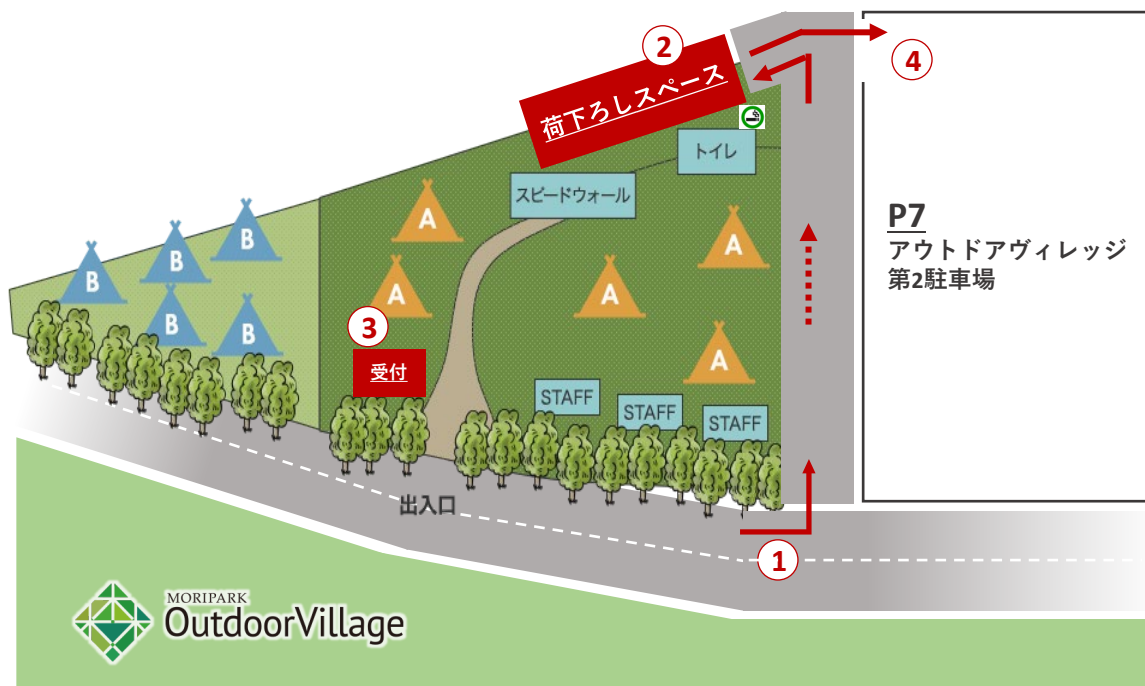 ②
荷下ろしスペース
④
トイレ
スピードウォール
A
B
B
B
A
P7
アウトドアヴィレッジ
第2駐車場
B
A
A
B
B
③
A
受付
STAFF
STAFF
STAFF
出入口
①
MORIPARK
OutdoorVillage